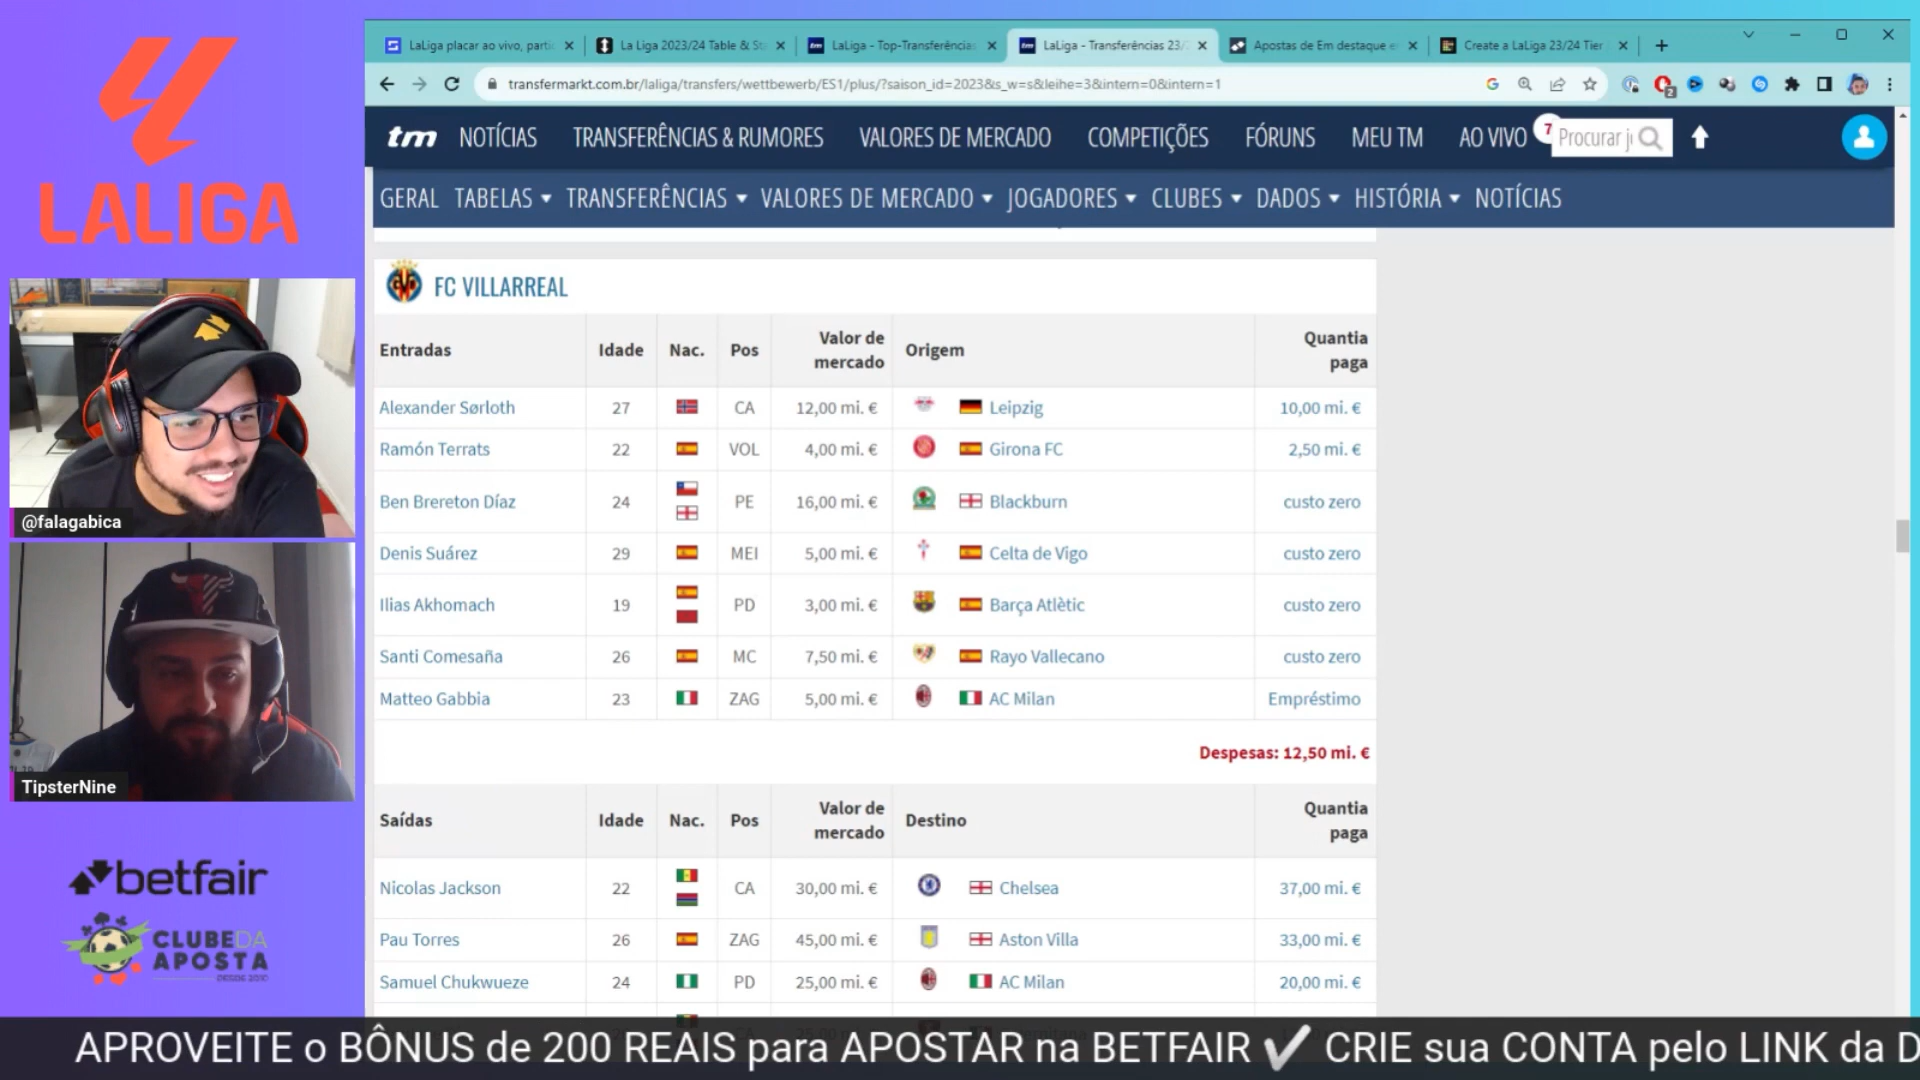 LALIGA
@falagabica
TipsterNine
betfair
CLUBEDA
APOSTA
DESDE 2010
LaLiga placar ao vivo, partic
La Liga 2023/24 Table & St
LaLiga - Top-Transferências
LaLiga - Transferências 23/2
Apostas de Em destaque e
Create a LaLiga 23/24 Tier
transfermarkt.com.br/laliga/transfers/wettbewerb/ES1/plus/?saison_id=2023&s_w=s&leihe=3&intern=0&intern=1
2
tm NOTÍCIAS TRANSFERÊNCIAS & RUMORES VALORES DE MERCADO COMPETIÇÕES FÓRUNS MEU TM AO VIVO 7 Procurar j
GERAL TABELAS TRANSFERÊNCIAS VALORES DE MERCADO JOGADORES CLUBES DADOS HISTÓRIA NOTÍCIAS
FC VILLARREAL
Entradas Idade Nac. Pos Valor de mercado Origem Quantia paga
Alexander Sørloth 27 CA 12,00 mi. € Leipzig 10,00 mi. €
Ramón Terrats 22 VOL 4,00 mi. € Girona FC 2,50 mi. €
Ben Brereton Díaz 24 PE 16,00 mi. € Blackburn custo zero
Denis Suárez 29 MEI 5,00 mi. € Celta de Vigo custo zero
Ilias Akhomach 19 PD 3,00 mi. € Barça Atlètic custo zero
Santi Comesaña 26 MC 7,50 mi. € Rayo Vallecano custo zero
Matteo Gabbia 23 ZAG 5,00 mi. € AC Milan Empréstimo
Despesas: 12,50 mi. €
Saídas Idade Nac. Pos Valor de mercado Destino Quantia paga
Nicolas Jackson 22 CA 30,00 mi. € Chelsea 37,00 mi. €
Pau Torres 26 ZAG 45,00 mi. € Aston Villa 33,00 mi. €
Samuel Chukwueze 24 PD 25,00 mi. € AC Milan 20,00 mi. €
APROVEITE o BÔNUS de 200 REAIS para APOSTAR na BETFAIR ✔ CRIE sua CONTA pelo LINK da D